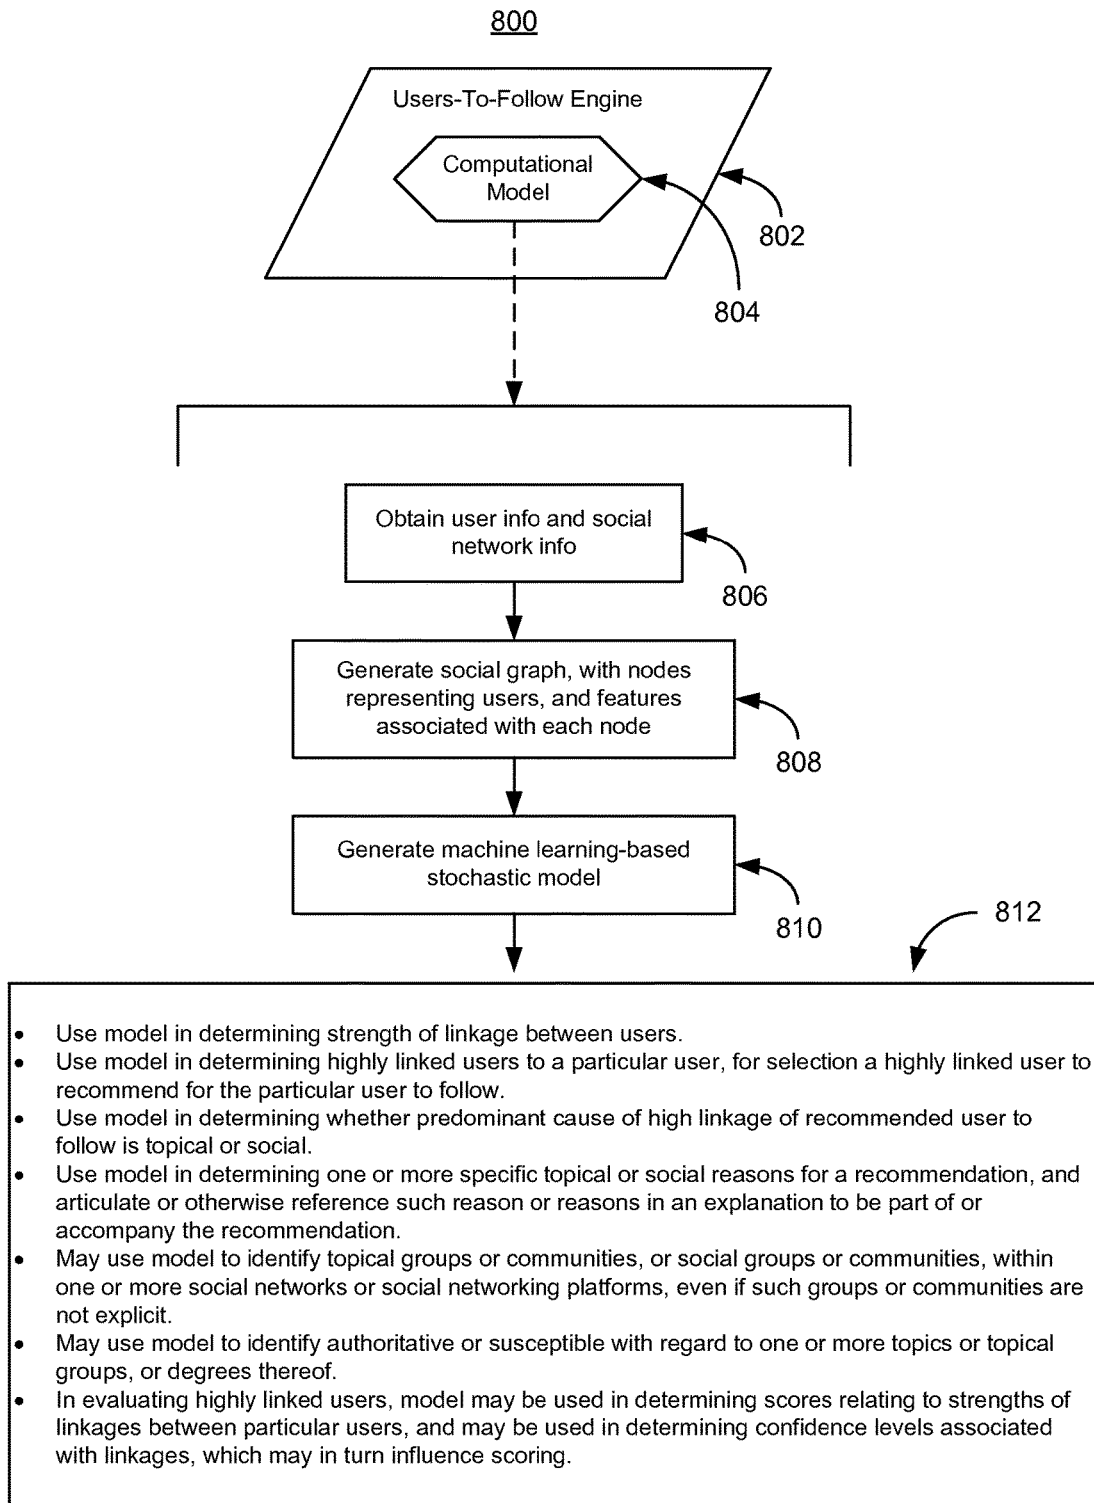 800
Users-To-Follow Engine
Computational
Model
802
804
Obtain user info and social
network info
806
Generate social graph, with nodes
representing users, and features
associated with each node
808
Generate machine learning-based
stochastic model
810
812
• Use model in determining strength of linkage between users.
• Use model in determining highly linked users to a particular user, for selection a highly linked user to
recommend for the particular user to follow.
• Use model in determining whether predominant cause of high linkage of recommended user to
follow is topical or social.
• Use model in determining one or more specific topical or social reasons for a recommendation, and
articulate or otherwise reference such reason or reasons in an explanation to be part of or
accompany the recommendation.
• May use model to identify topical groups or communities, or social groups or communities, within
one or more social networks or social networking platforms, even if such groups or communities are
not explicit.
• May use model to identify authoritative or susceptible with regard to one or more topics or topical
groups, or degrees thereof.
• In evaluating highly linked users, model may be used in determining scores relating to strengths of
linkages between particular users, and may be used in determining confidence levels associated
with linkages, which may in turn influence scoring.